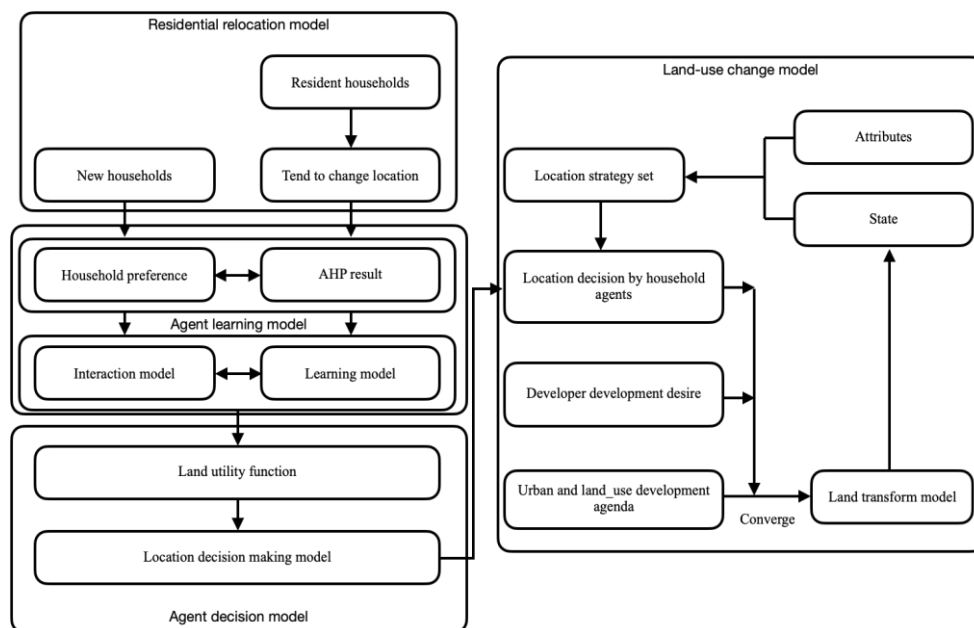 Residential relocation model
Resident households
New households
Tend to change location
Household preference
AHP result
Agent learning model
Interaction model
Learning model
Land utility function
Location decision making model
Agent decision model
Land-use change model
Attributes
Location strategy set
State
Location decision by household
agents
Developer development desire
Urban and land_use development
agenda
Converge
Land transform model